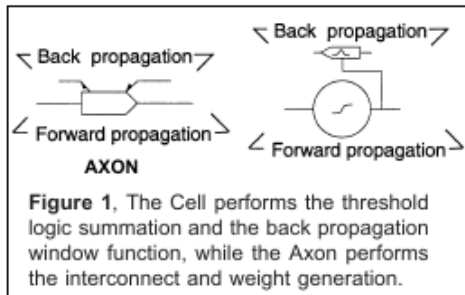 Back propagation
Back propagation
Forward propagation
AXON
Forward propagation
Figure 1, The Cell performs the threshold
logic summation and the back propagation
window function, while the Axon performs
the interconnect and weight generation.